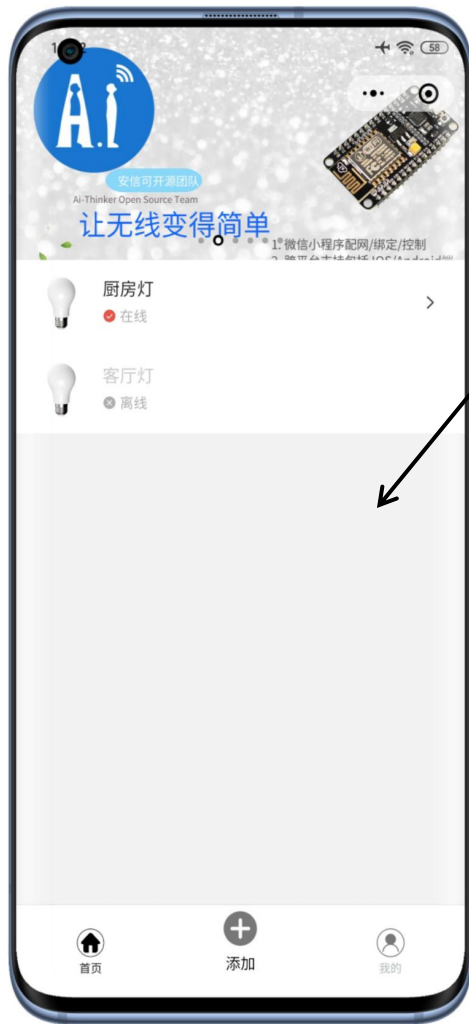 58
A.i
安信可开源团队
Ai-Thinker Open Source Team
让无线变得简单
1. 微信小程序配网/绑定/控制
厨房灯
在线
客厅灯
离线
首页
添加
我的